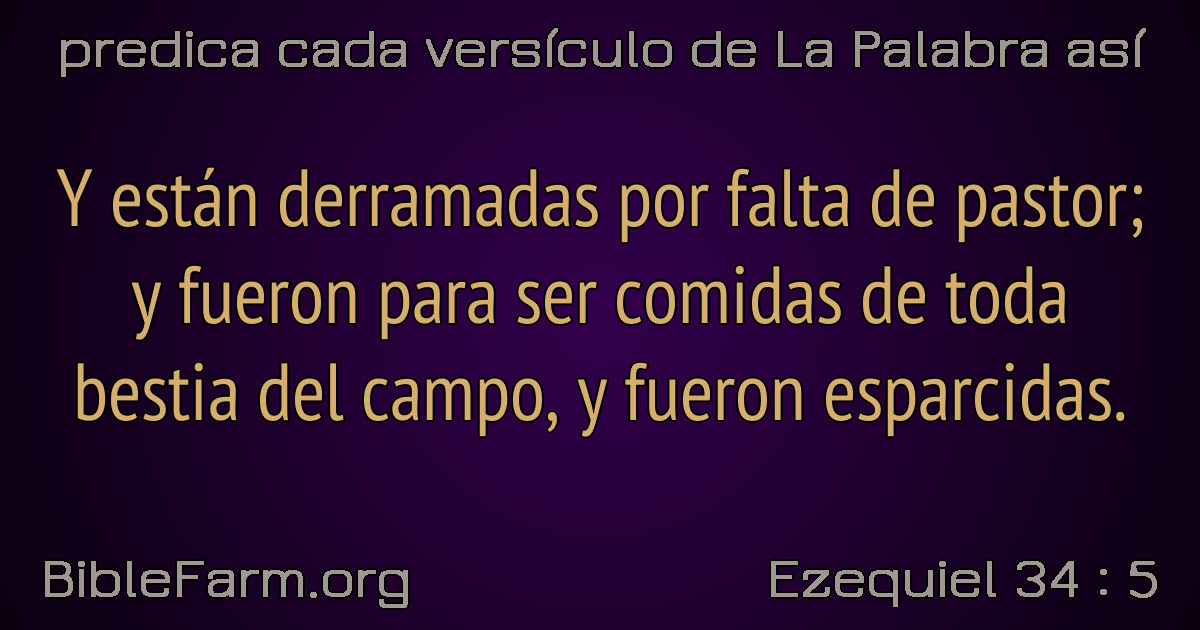 predica cada versículo de La Palabra así
Y están derramadas por falta de pastor;
y fueron para ser comidas de toda
bestia del campo, y fueron esparcidas.
BibleFarm.org
Ezequiel 34 : 5